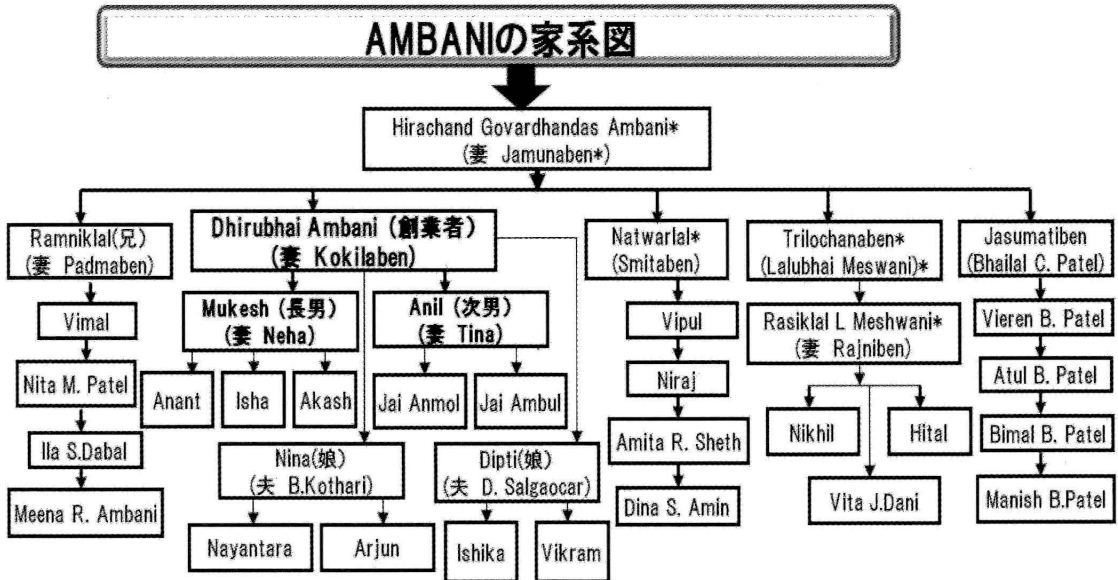 AMBANIの家系図
Hirachand Govardhandas Ambani*
(妻 Jamunaben*)
Ramniklal(兄)
(妻 Padmaben)
Dhirubhai Ambani (創業者)
(妻 Kokilaben)
Natwarlal*
(Smitaben)
Trilochanaben*
(Lalubhai Meswani)*
Jasumatiben
(Bhailal C. Patel)
Vimal
Nita M. Patel
Ila S.Dabal
Meena R. Ambani
Mukesh (長男)
(妻 Neha)
Anil (次男)
(妻 Tina)
Anant
Isha
Akash
Jai Anmol
Jai Ambul
Nina(娘)
(夫 B.Kothari)
Dipti(娘)
(夫 D. Salgaocar)
Nayantara
Arjun
Ishika
Vikram
Vipul
Niraj
Amita R. Sheth
Dina S. Amin
Rasiklal L Meshwani*
(妻 Rajniben)
Nikhil
Hital
Vita J.Dani
Vieren B. Patel
Atul B. Patel
Bimal B. Patel
Manish B.Patel